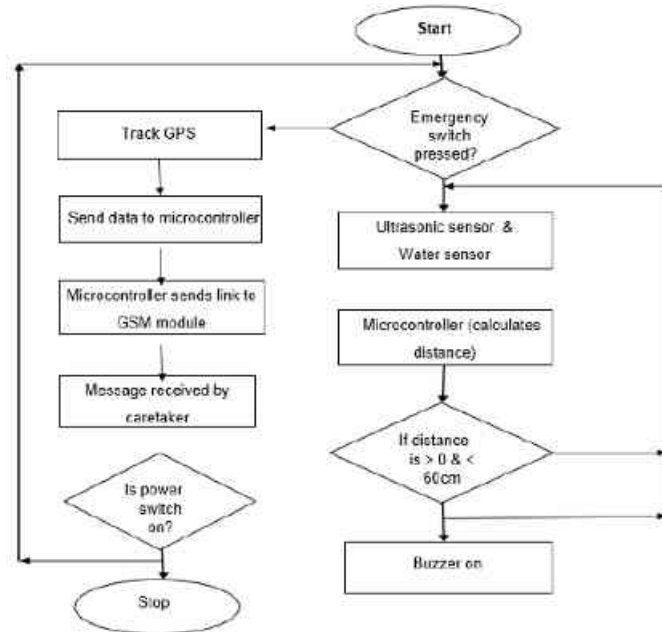 Start
Emergency
switch
pressed?
Track GPS
Send data to microcontroller
Microcontroller sends link to
GSM module
Message received by
caretaker
Is power
switch
on?
Stop
Ultrasonic sensor &
Water sensor
Microcontroller (calculates
distance)
If distance
is > 0 & <
60cm
Buzzer on